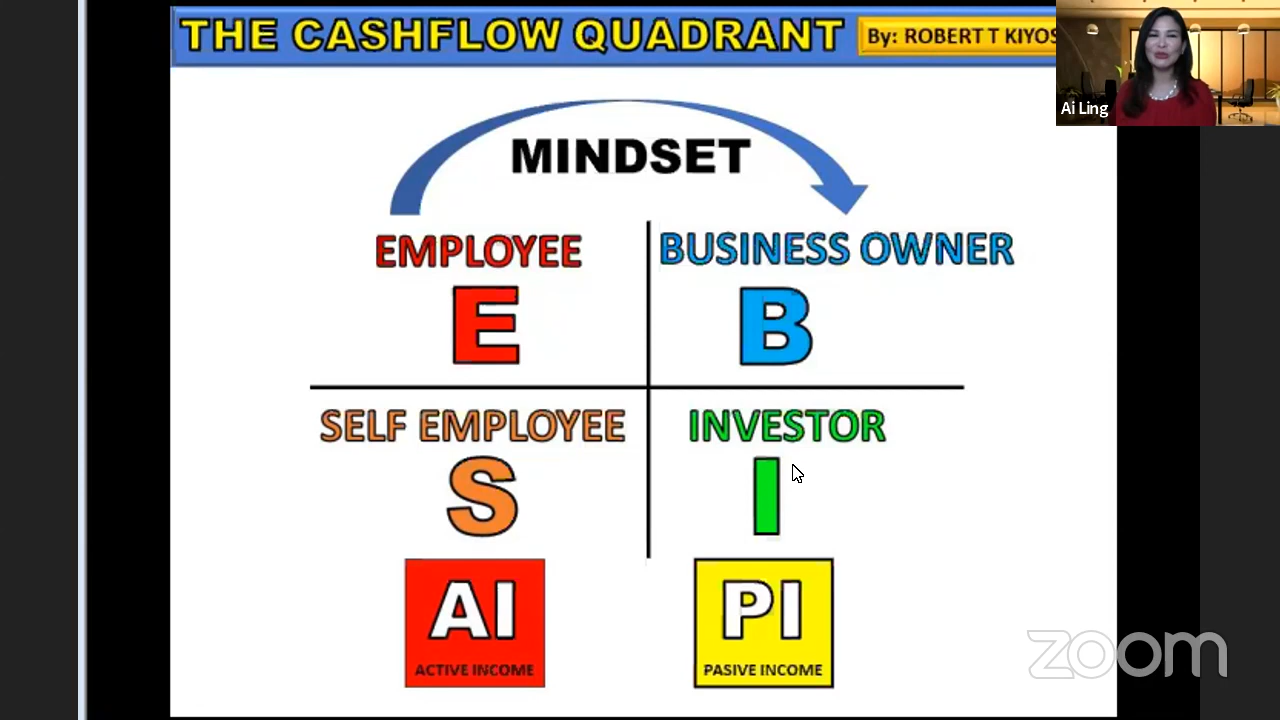 THE CASHFLOW QUADRANT
By: ROBERT T KIYOS
Ai Ling
MINDSET
EMPLOYEE
BUSINESS OWNER
E
B
SELF EMPLOYEE
INVESTOR
S
I
AI
PI
ACTIVE INCOME
PASIVE INCOME
zoom